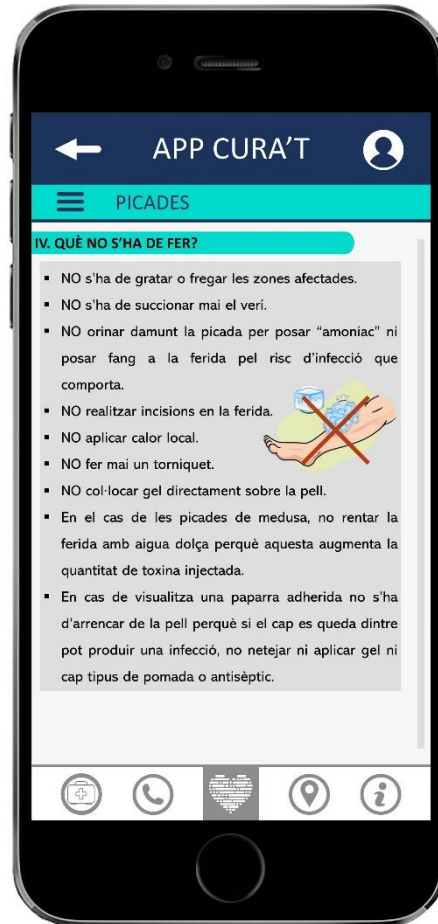 APP CURA'T
PICADES
IV. QUÈ NO S'HA DE FER?
▪ NO s'ha de gratar o fregar les zones afectades.
▪ NO s'ha de succionar mai el verí.
▪ NO orinar damunt la picada per posar "amoníac" ni
posar fang a la ferida pel risc d'infecció que
comporta.
▪ NO realitzar incisions en la ferida.
▪ NO aplicar calor local.
▪ NO fer mai un torniquet.
▪ NO col·locar gel directament sobre la pell.
▪ En el cas de les picades de medusa, no rentar la
ferida amb aigua dolça perquè aquesta augmenta la
quantitat de toxina injectada.
▪ En cas de visualitza una paparra adherida no s'ha
d'arrencar de la pell perquè si el cap es queda dintre
pot produir una infecció, no netejar ni aplicar gel ni
cap tipus de pomada o antisèptic.